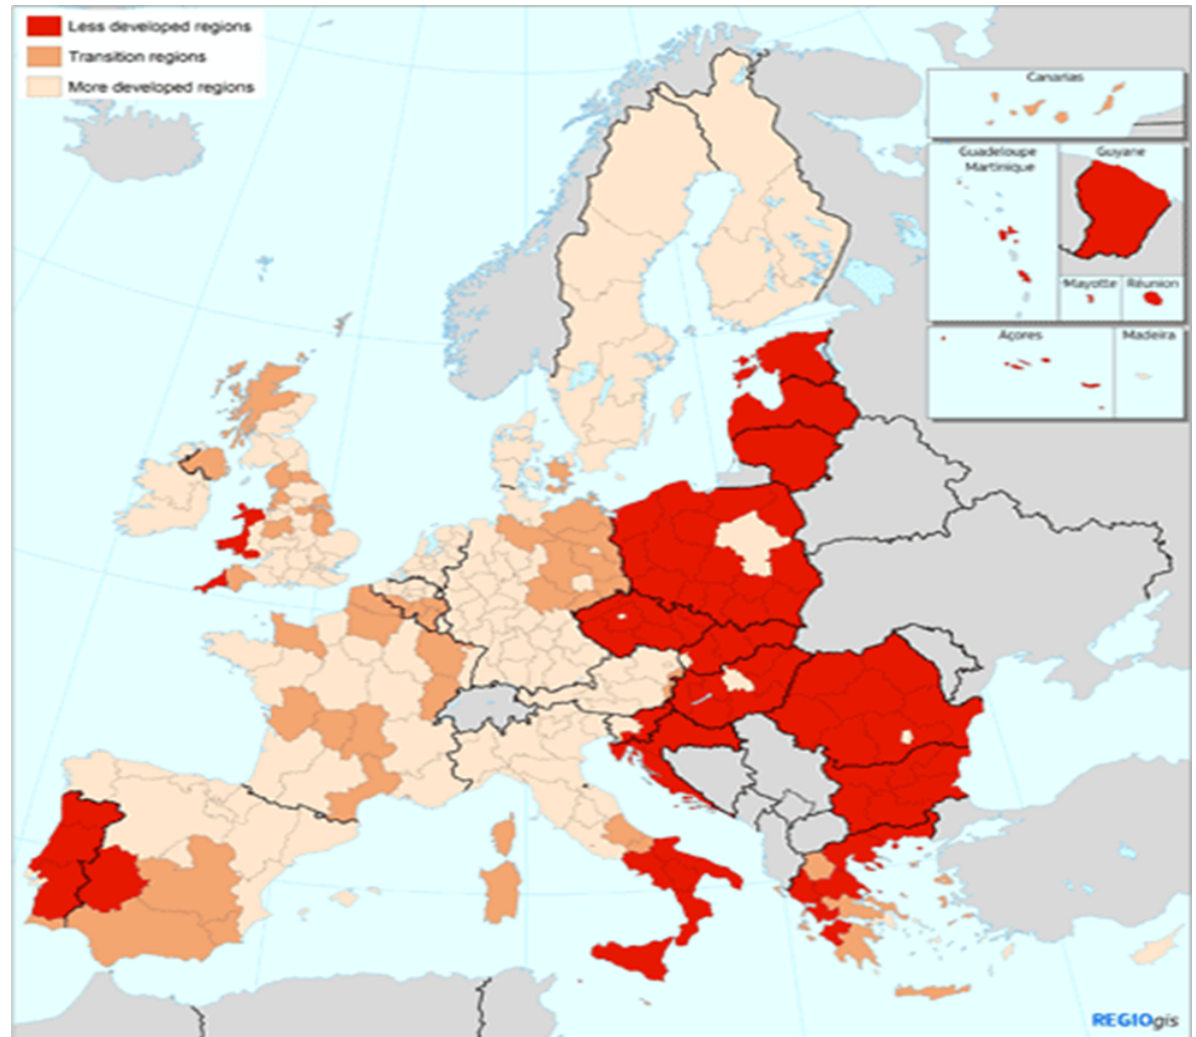 Less developed regions
Transition regions
More developed regions
Canarias
Guadeloupe
Martinique
Guyane
Mayotte
Réunion
Açores
Madeira
REGIOgis